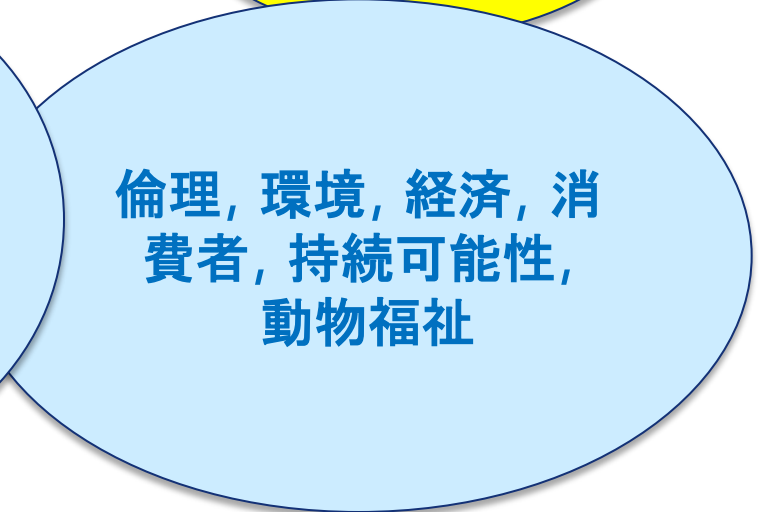 倫理, 環境, 経済, 消
費者, 持続可能性,
動物福祉